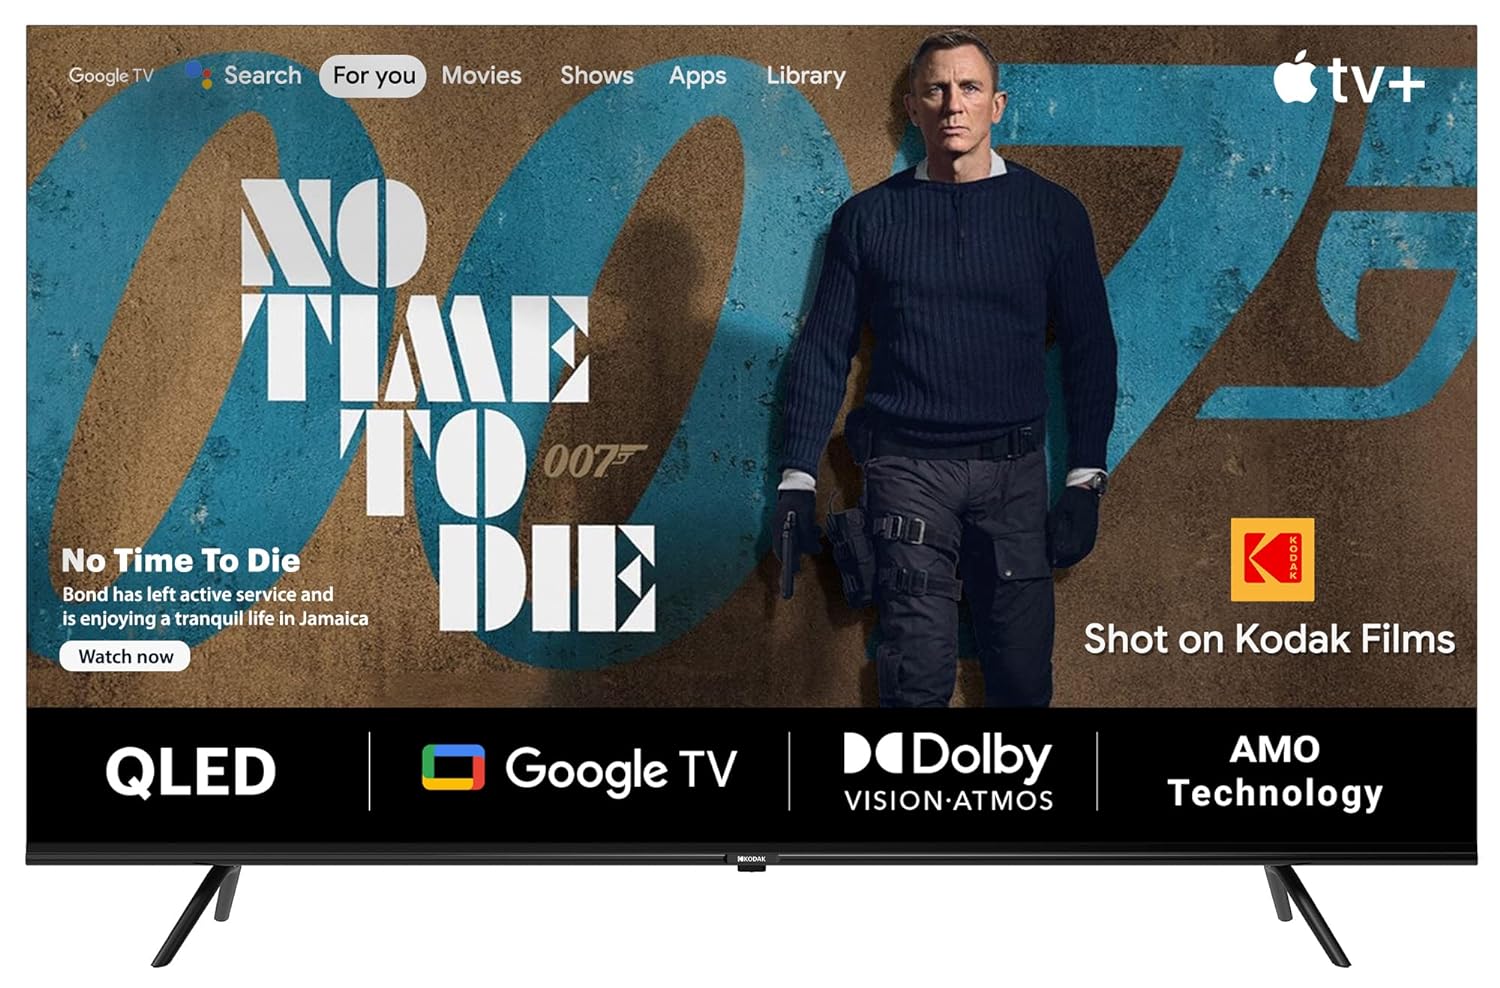 Google TV
Search
For you
Movies
Shows
Apps
Library
tv+
NO
TIME
TO
DIE
007
007
No Time To Die
Bond has left active service and
is enjoying a tranquil life in Jamaica
Watch now
KODAK
Shot on Kodak Films
QLED
Google TV
Dolby
VISION·ATMOS
AMO
Technology
KODAK